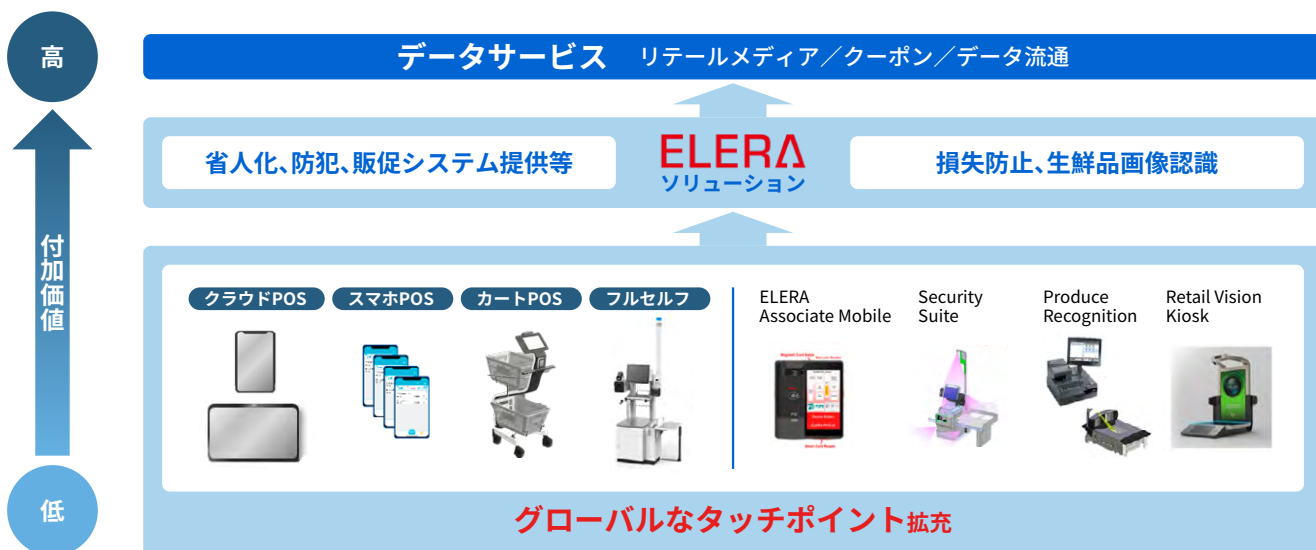 高
データサービス リテールメディア／クーポン／データ流通
省人化、防犯、販促システム提供等
ELERA
ソリューション
損失防止、生鮮品画像認識
付加価値
クラウドPOS
スマホPOS
カートPOS
フルセルフ
ELERA
Associate Mobile
Security
Suite
Produce
Recognition
Retail Vision
Kiosk
低
グローバルなタッチポイント拡充